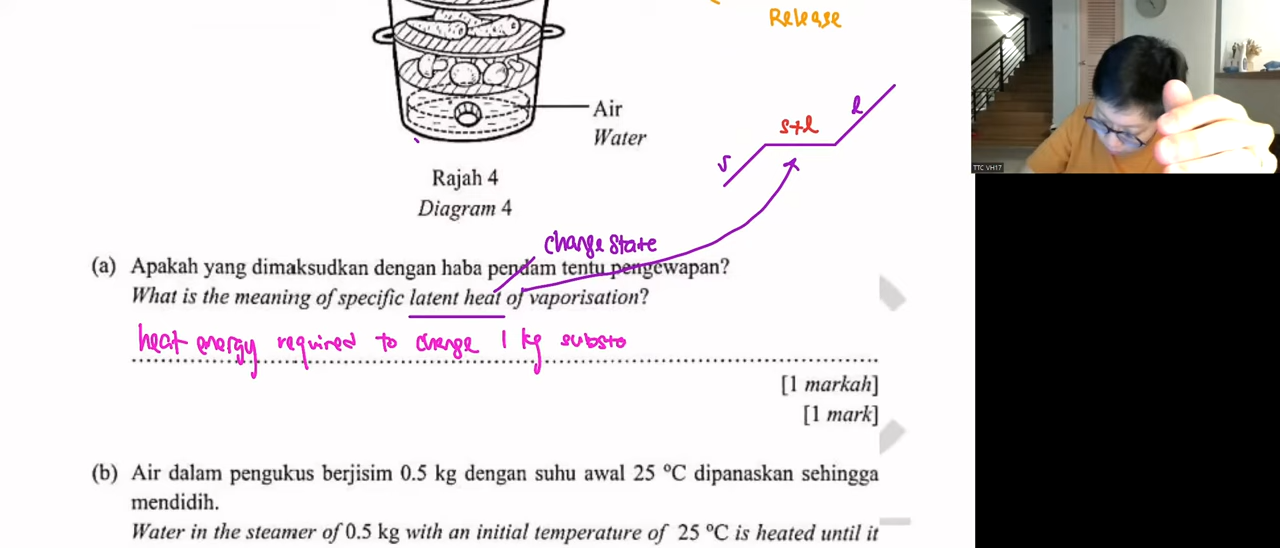 Release
Air
Water
s
s+l
l
Rajah 4
Diagram 4
change state
(a) Apakah yang dimaksudkan dengan haba pendam tentu pengewapan?
What is the meaning of specific latent heat of vaporisation?
heat energy required to change 1 kg substa
[1 markah]
[1 mark]
(b) Air dalam pengukus berjisim 0.5 kg dengan suhu awal 25 °C dipanaskan sehingga
mendidih.
Water in the steamer of 0.5 kg with an initial temperature of 25 °C is heated until it
TTC VH17